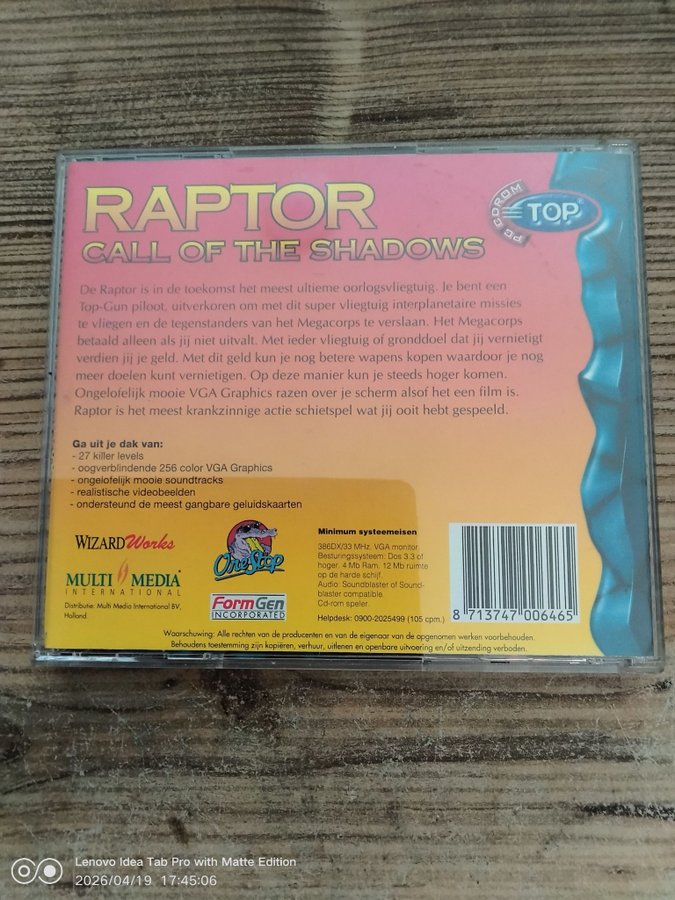 RAPTOR
CALL OF THE SHADOWS
PC CDROM
TOP®
De Raptor is in de toekomst het meest ultieme oorlogsvliegtuig. Je bent een
Top-Gun piloot, uitverkoren om met dit super vliegtuig interplanetaire missies
te vliegen en de tegenstanders van het Megacorps te verslaan. Het Megacorps
betaald alleen als jij niet uitvalt. Met ieder vliegtuig of gronddoel dat jij vernietigt
verdien jij je geld. Met dit geld kun je nog betere wapens kopen waardoor je nog
meer doelen kunt vernietigen. Op deze manier kun je steeds hoger komen.
Ongelofelijk mooie VGA Graphics razen over je scherm alsof het een film is.
Raptor is het meest krankzinnige actie schietspel wat jij ooit hebt gespeeld.
Ga uit je dak van:
- 27 killer levels
- oogverblindende 256 color VGA Graphics
- ongelofelijk mooie soundtracks
- realistische videobeelden
- ondersteund de meest gangbare geluidskaarten
WIZARDWorks
OneStop
MULTI MEDIA
INTERNATIONAL
Distributie: Multi Media International BV,
Holland
FormGen
INCORPORATED
Minimum systeemeisen
386DX/33 MHz. VGA monitor
Besturingssysteem: Dos 3.3 of
hoger. 4 Mb Ram. 12 Mb ruimte
op de harde schijf.
Audio: Soundblaster of Sound-
blaster compatible.
Cd-rom speler.
Helpdesk: 0900-2025499 (105 cpm.)
8 713747 006465
Waarschuwing: Alle rechten van de producenten en van de eigenaar van de opgenomen werken voorbehouden.
Behoudens toestemming zijn kopiëren, verhuur, uitlenen en openbare uitvoering en/of uitzending verboden.
Lenovo Idea Tab Pro with Matte Edition
2026/04/19 17:45:06